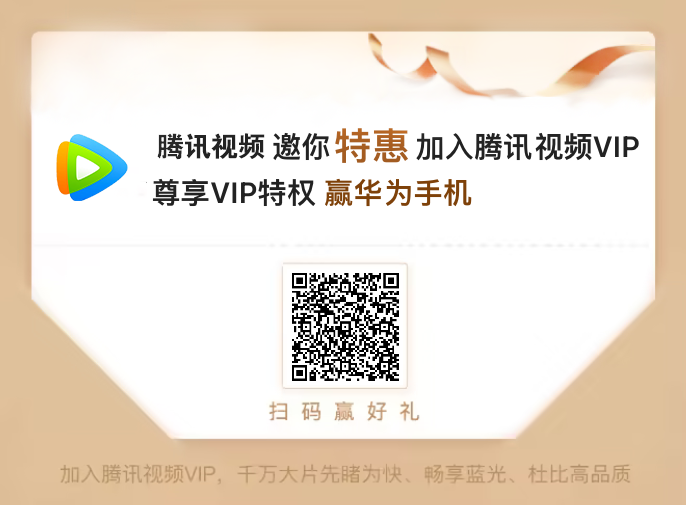 腾讯视频 邀你 特惠 加入腾讯视频VIP
尊享VIP特权 赢华为手机
扫码赢好礼
加入腾讯视频VIP，千万大片先睹为快、畅享蓝光、杜比高品质